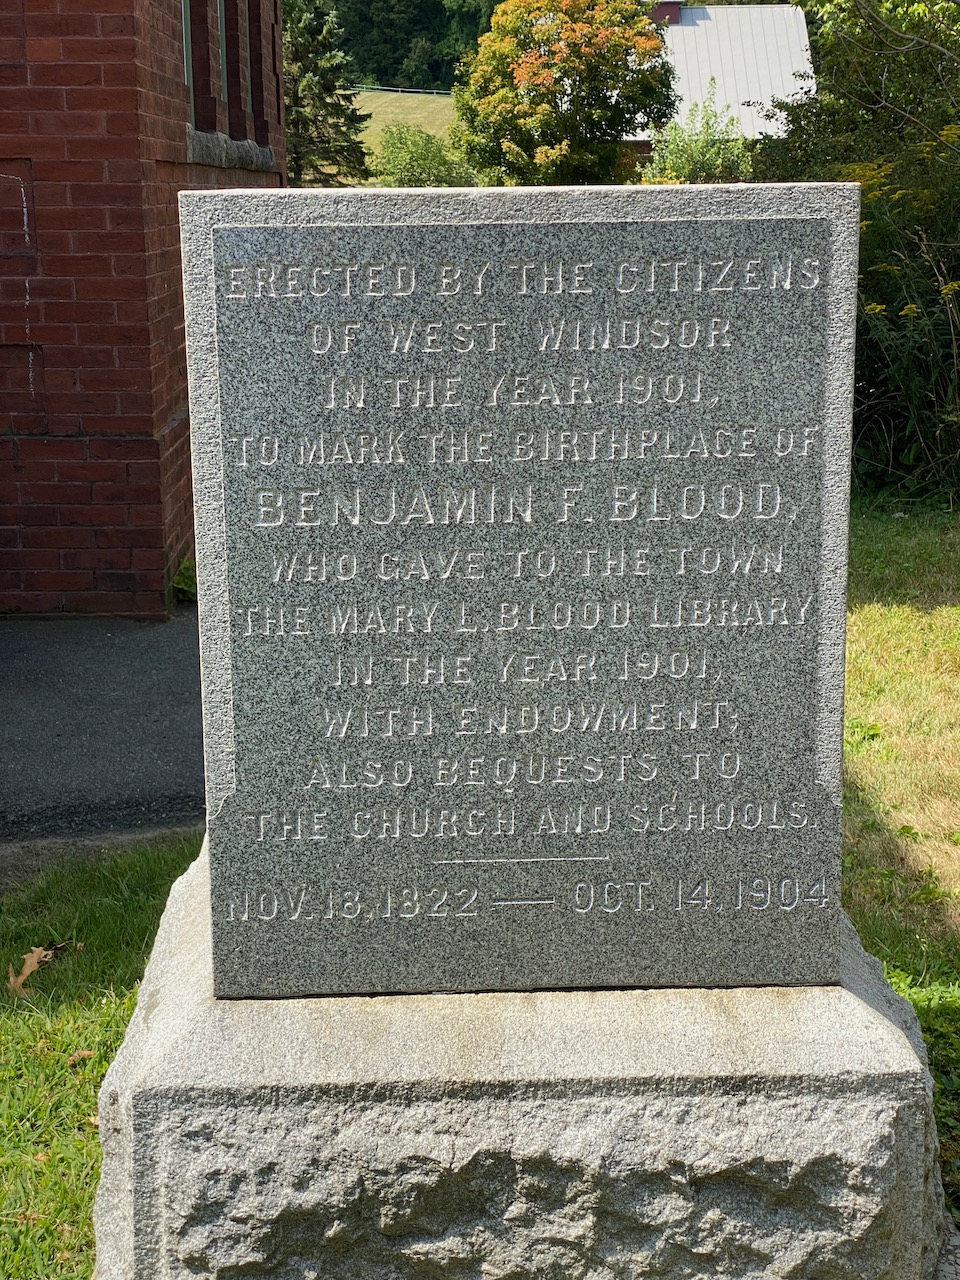 ERECTED BY THE CITIZENS
OF WEST WINDSOR
IN THE YEAR 1901,
TO MARK THE BIRTHPLACE OF
BENJAMIN F. BLOOD,
WHO GAVE TO THE TOWN
THE MARY L. BLOOD LIBRARY
IN THE YEAR 1901,
WITH ENDOWMENT;
ALSO BEQUESTS TO
THE CHURCH AND SCHOOLS.
NOV. 18, 1822 — OCT. 14, 1904